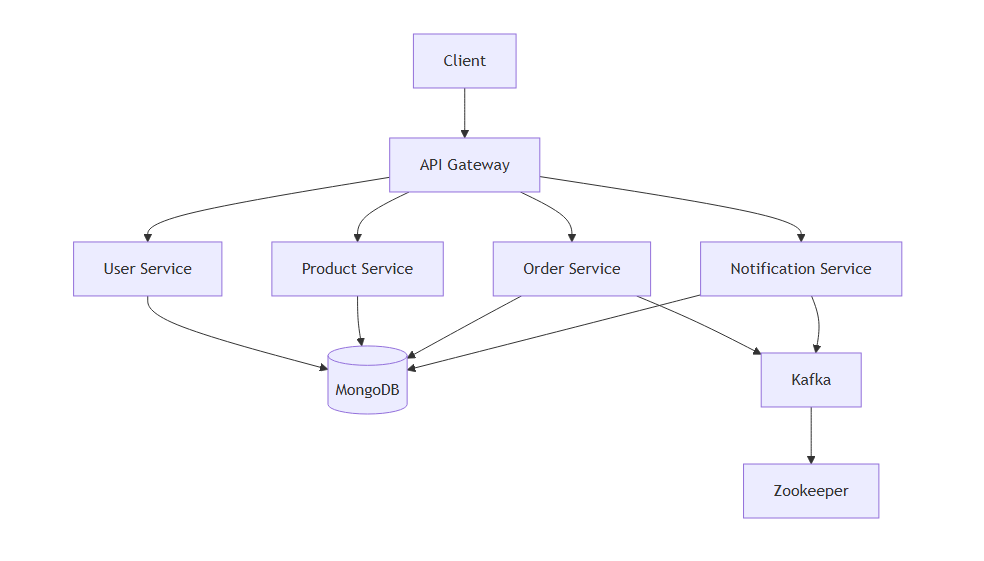 Client
API Gateway
User Service
Product Service
Order Service
Notification Service
MongoDB
Kafka
Zookeeper